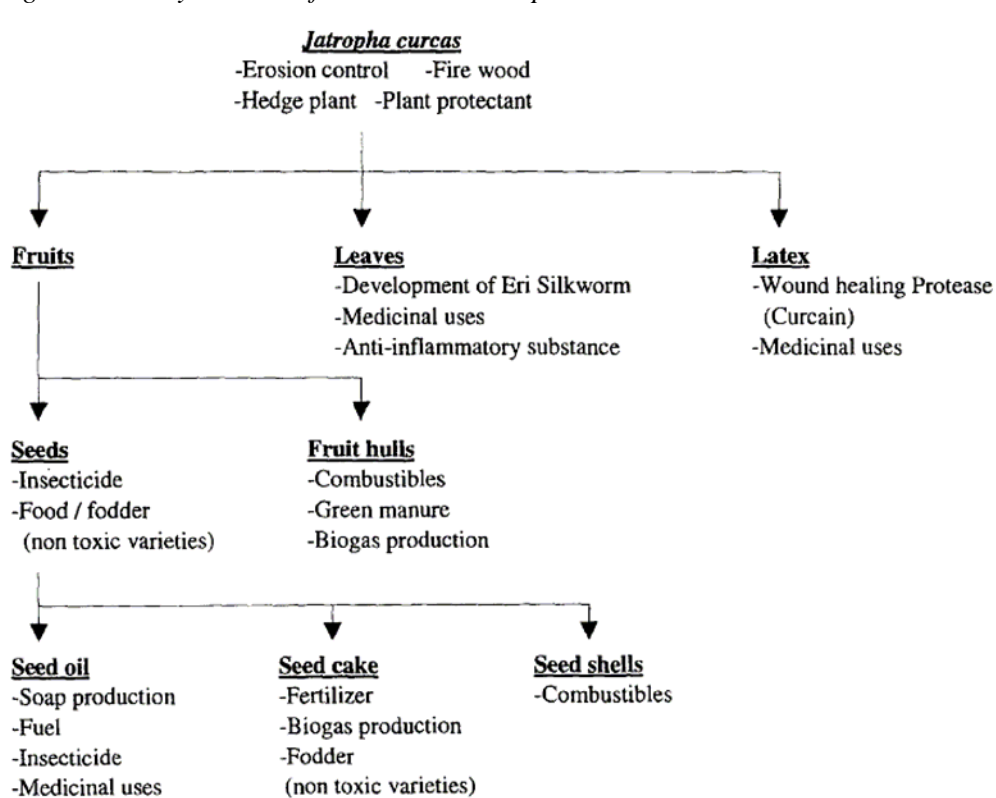 Jatropha curcas
-Erosion control -Fire wood
-Hedge plant -Plant protectant
Fruits
Leaves
-Development of Eri Silkworm
-Medicinal uses
-Anti-inflammatory substance
Latex
-Wound healing Protease
(Curcain)
-Medicinal uses
Seeds
-Insecticide
-Food / fodder
(non toxic varieties)
Fruit hulls
-Combustibles
-Green manure
-Biogas production
Seed oil
-Soap production
-Fuel
-Insecticide
-Medicinal uses
Seed cake
-Fertilizer
-Biogas production
-Fodder
(non toxic varieties)
Seed shells
-Combustibles